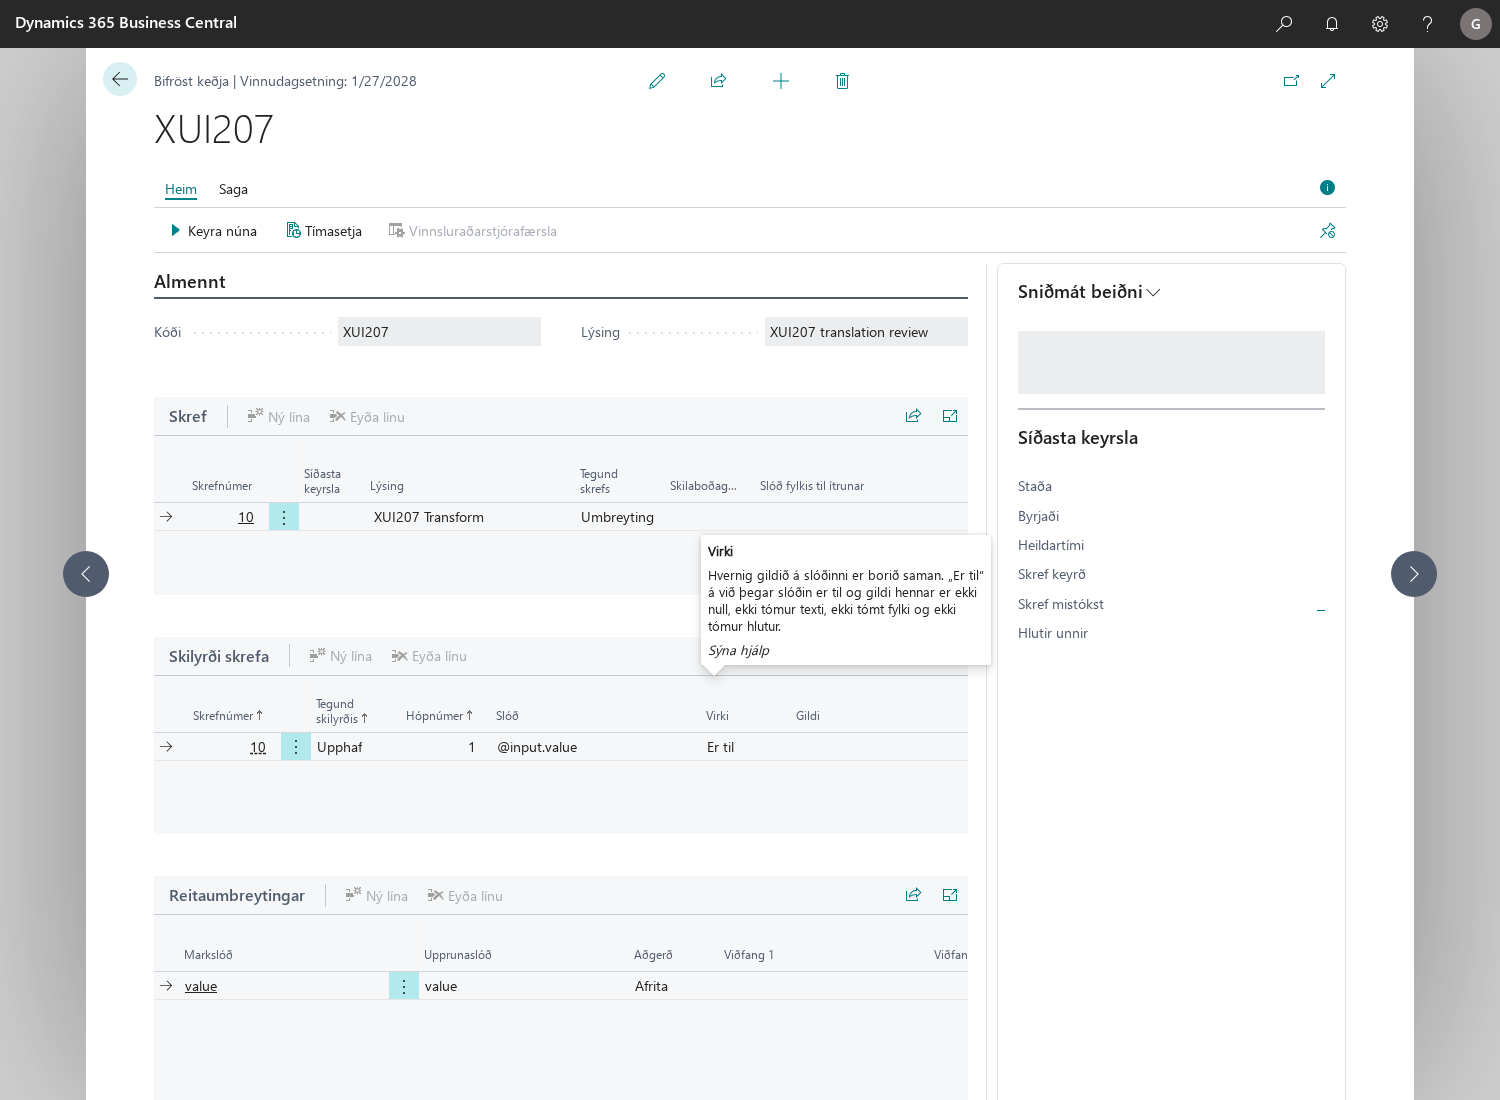 Dynamics 365 Business Central
G
Bifröst keðja | Vinnudagsetning: 1/27/2028
XUI207
Heim
Saga
Keyra núna
Tímasetja
Vinnsluraðarstjórafærsla
Almennt
Kóði
XUI207
Lýsing
XUI207 translation review
Skref
Ný lína
Eyða línu
Skrefnúmer
Síðasta
keyrsla
Lýsing
Tegund
skrefs
Skilaboðag...
Slóð fylkis til ítrunar
10
XUI207 Transform
Umbreyting
Virki
Hvernig gildið á slóðinni er borið saman. „Er til“
á við þegar slóðin er til og gildi hennar er ekki
null, ekki tómur texti, ekki tómt fylki og ekki
tómur hlutur.
Sýna hjálp
Skilyrði skrefa
Ný lína
Eyða línu
Skrefnúmer
Tegund
skilyrðis
Hópnúmer
Slóð
Virki
Gildi
10
Upphaf
1
@input.value
Er til
Reitaumbreytingar
Ný lína
Eyða línu
Markslóð
Upprunaslóð
Aðgerð
Viðfang 1
Viðfan
value
value
Afrita
Sniðmát beiðni
Síðasta keyrsla
Staða
Byrjaði
Heildartími
Skref keyrð
Skref mistókst
_
Hlutir unnir